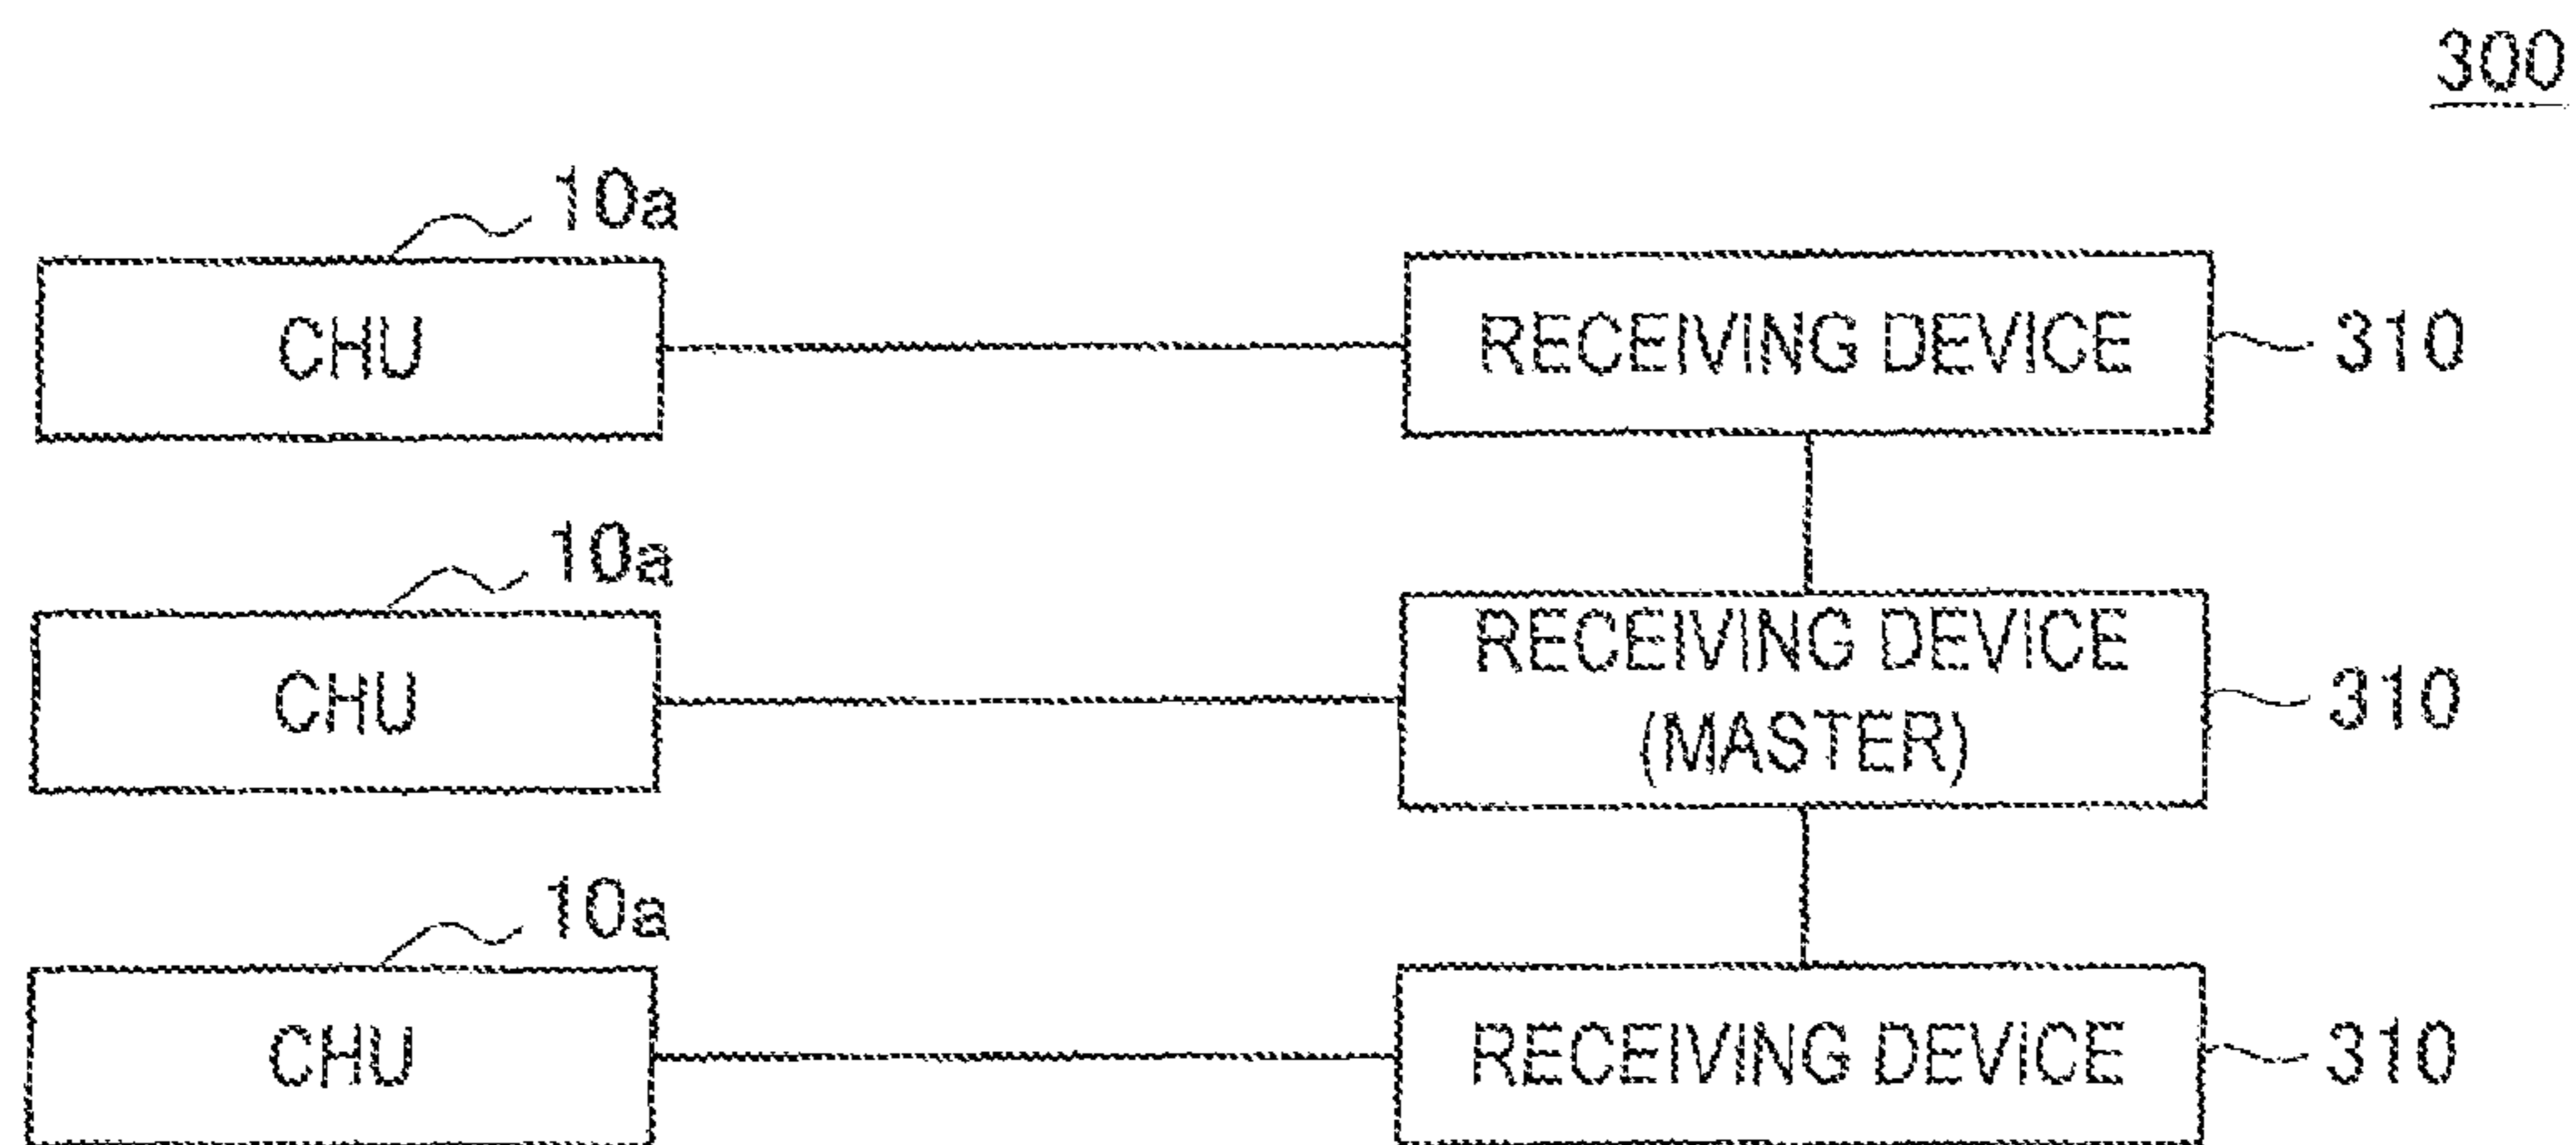 300
10a
CHU
RECEIVING DEVICE
310
10a
CHU
RECEIVING DEVICE
(MASTER)
310
10a
CHU
RECEIVING DEVICE
310